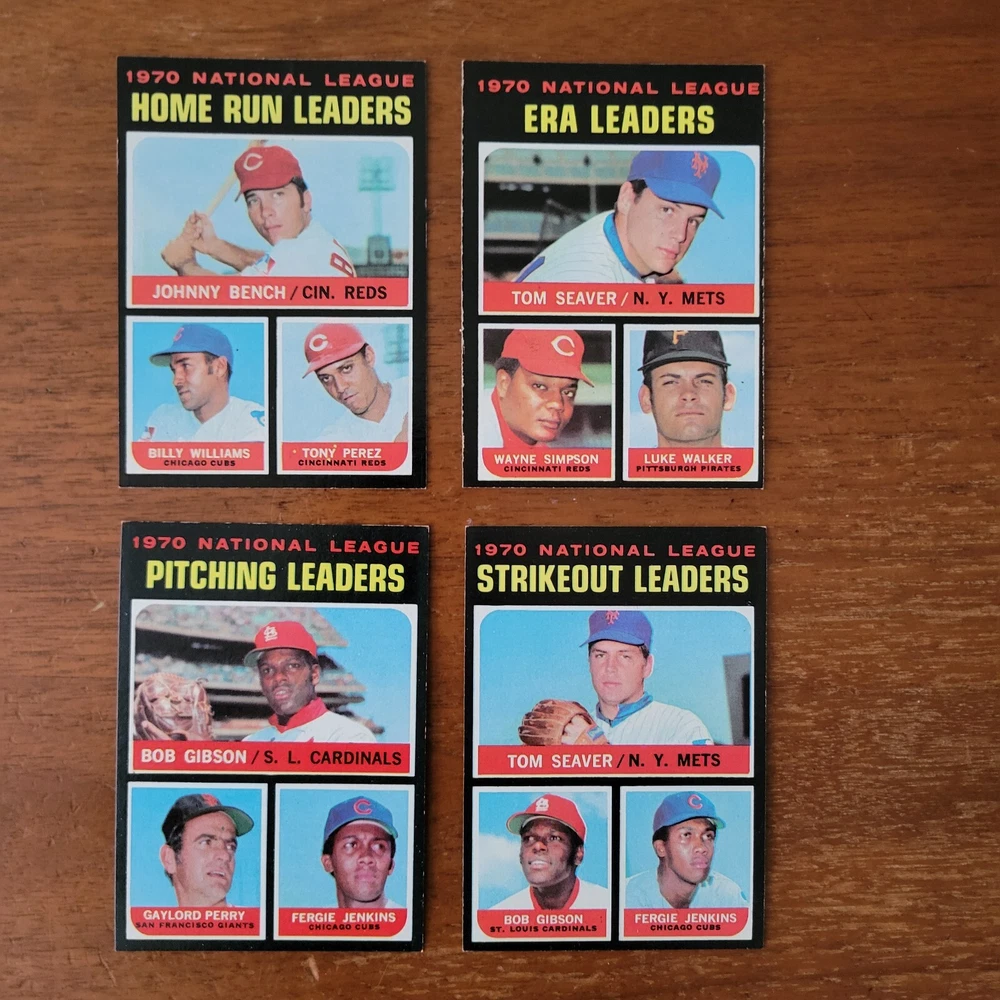 1970 NATIONAL LEAGUE
HOME RUN LEADERS
JOHNNY BENCH / CIN. REDS
BILLY WILLIAMS
CHICAGO CUBS
TONY PEREZ
CINCINNATI REDS
1970 NATIONAL LEAGUE
ERA LEADERS
TOM SEAVER / N. Y. METS
WAYNE SIMPSON
CINCINNATI REDS
LUKE WALKER
PITTSBURGH PIRATES
1970 NATIONAL LEAGUE
PITCHING LEADERS
BOB GIBSON / S. L. CARDINALS
GAYLORD PERRY
SAN FRANCISCO GIANTS
FERGIE JENKINS
CHICAGO CUBS
1970 NATIONAL LEAGUE
STRIKEOUT LEADERS
TOM SEAVER / N. Y. METS
BOB GIBSON
ST. LOUIS CARDINALS
FERGIE JENKINS
CHICAGO CUBS